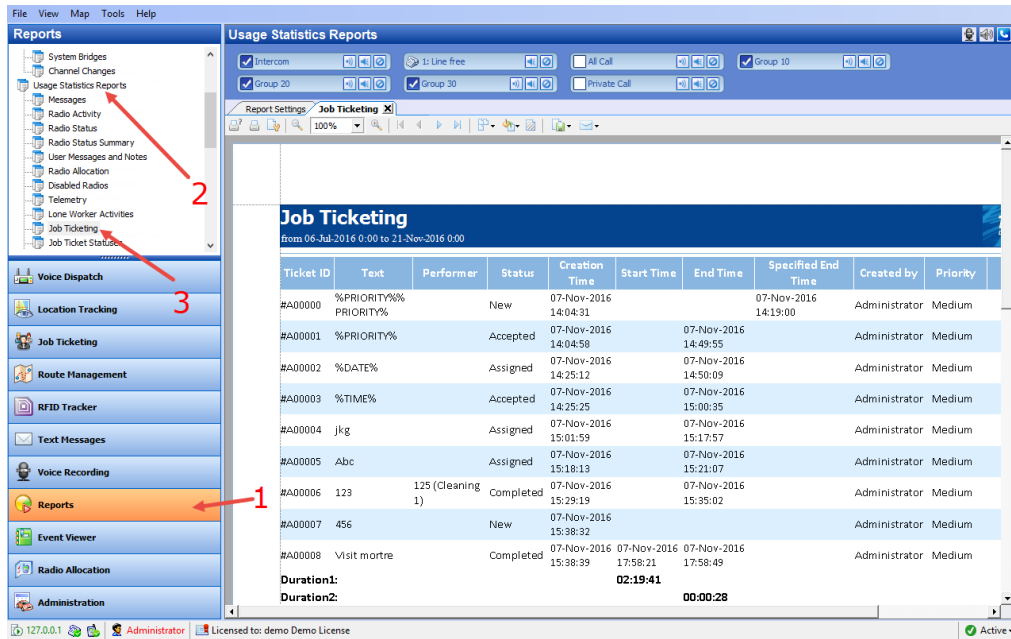 File View Map Tools Help
Reports
System Bridges
Channel Changes
Usage Statistics Reports
Messages
Radio Activity
Radio Status
Radio Status Summary
User Messages and Notes
Radio Allocation
Disabled Radios
Telemetry
Lone Worker Activities
Job Ticketing
Job Ticket Statuses
2
3
1
Voice Dispatch
Location Tracking
Job Ticketing
Route Management
RFID Tracker
Text Messages
Voice Recording
Reports
Event Viewer
Radio Allocation
Administration
Usage Statistics Reports
Intercom 1: Line free All Call Group 10
Group 20 Group 30 Private Call
Report Settings Job Ticketing X
100%
Job Ticketing
from 06-Jul-2016 0:00 to 21-Nov-2016 0:00
Ticket ID Text Performer Status Creation Time Start Time End Time Specified End Time Created by Priority
#A00000 %PRIORITY%% PRIORITY% New 07-Nov-2016 14:04:31 07-Nov-2016 14:19:00 Administrator Medium
#A00001 %PRIORITY% Accepted 07-Nov-2016 14:04:58 07-Nov-2016 14:49:55 Administrator Medium
#A00002 %DATE% Assigned 07-Nov-2016 14:25:12 07-Nov-2016 14:50:09 Administrator Medium
#A00003 %TIME% Accepted 07-Nov-2016 14:25:25 07-Nov-2016 15:00:35 Administrator Medium
#A00004 jkg Assigned 07-Nov-2016 15:01:59 07-Nov-2016 15:17:57 Administrator Medium
#A00005 Abc Assigned 07-Nov-2016 15:18:13 07-Nov-2016 15:21:07 Administrator Medium
#A00006 123 125 (Cleaning 1) Completed 07-Nov-2016 15:29:19 07-Nov-2016 15:35:02 Administrator Medium
#A00007 456 New 07-Nov-2016 15:38:32 Administrator Medium
#A00008 Visit mortre Completed 07-Nov-2016 15:38:39 07-Nov-2016 17:58:21 07-Nov-2016 17:58:49 Administrator Medium
Duration1: 02:19:41
Duration2: 00:00:28
127.0.0.1 Administrator Licensed to: demo Demo License Active